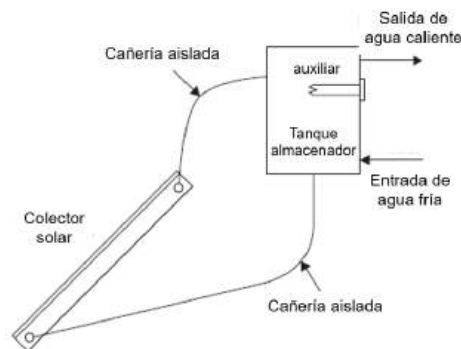 Salida de
agua caliente
Cañería aislada
auxiliar
Tanque
almacenador
Entrada de
agua fría
Colector
solar
Cañería aislada